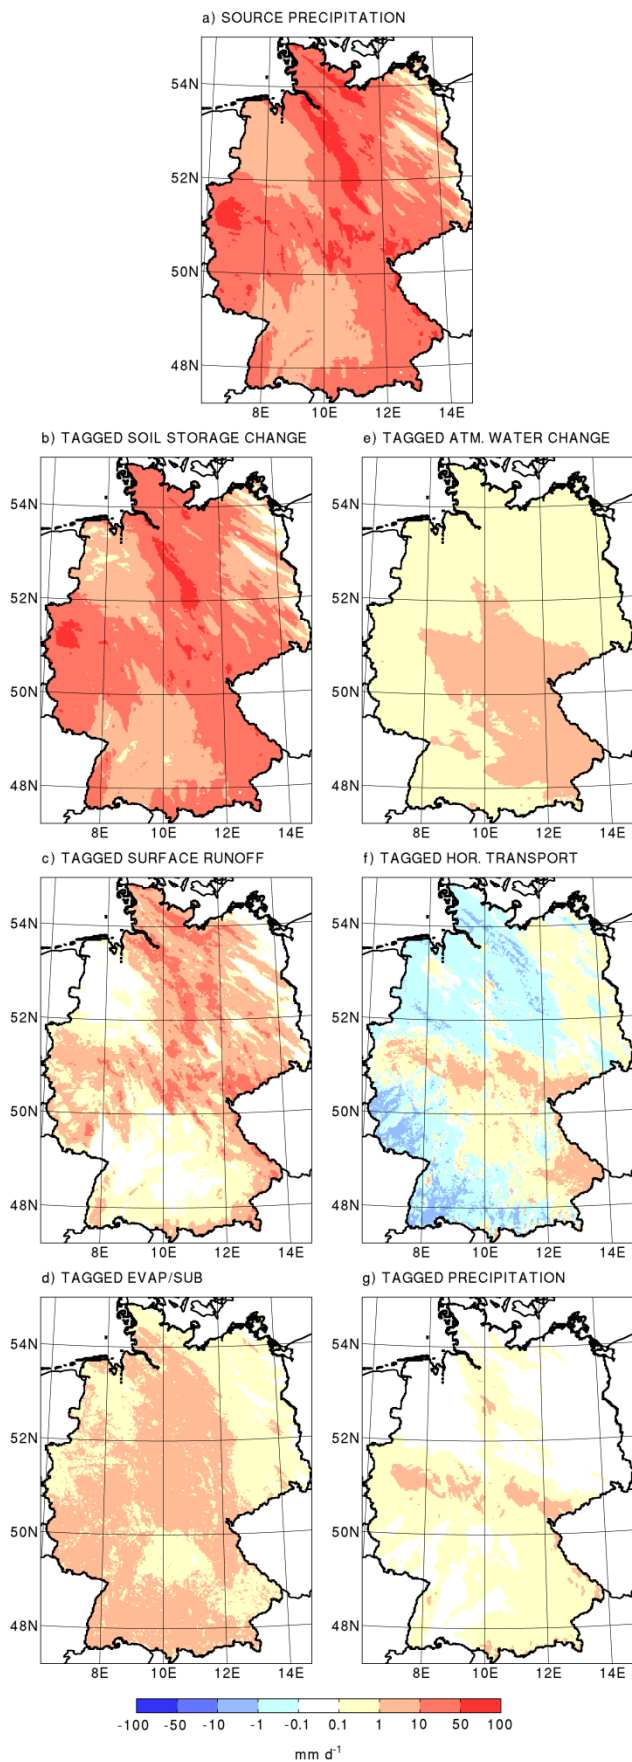 a) SOURCE PRECIPITATION
54N
52N
50N
48N
8E 10E 12E 14E
b) TAGGED SOIL STORAGE CHANGE
54N
52N
50N
48N
8E 10E 12E 14E
e) TAGGED ATM. WATER CHANGE
54N
52N
50N
48N
8E 10E 12E 14E
c) TAGGED SURFACE RUNOFF
54N
52N
50N
48N
8E 10E 12E 14E
f) TAGGED HOR. TRANSPORT
54N
52N
50N
48N
8E 10E 12E 14E
d) TAGGED EVAP/SUB
54N
52N
50N
48N
8E 10E 12E 14E
g) TAGGED PRECIPITATION
54N
52N
50N
48N
8E 10E 12E 14E
-100 -50 -10 -1 -0.1 0.1 1 10 50 100
mm d⁻¹